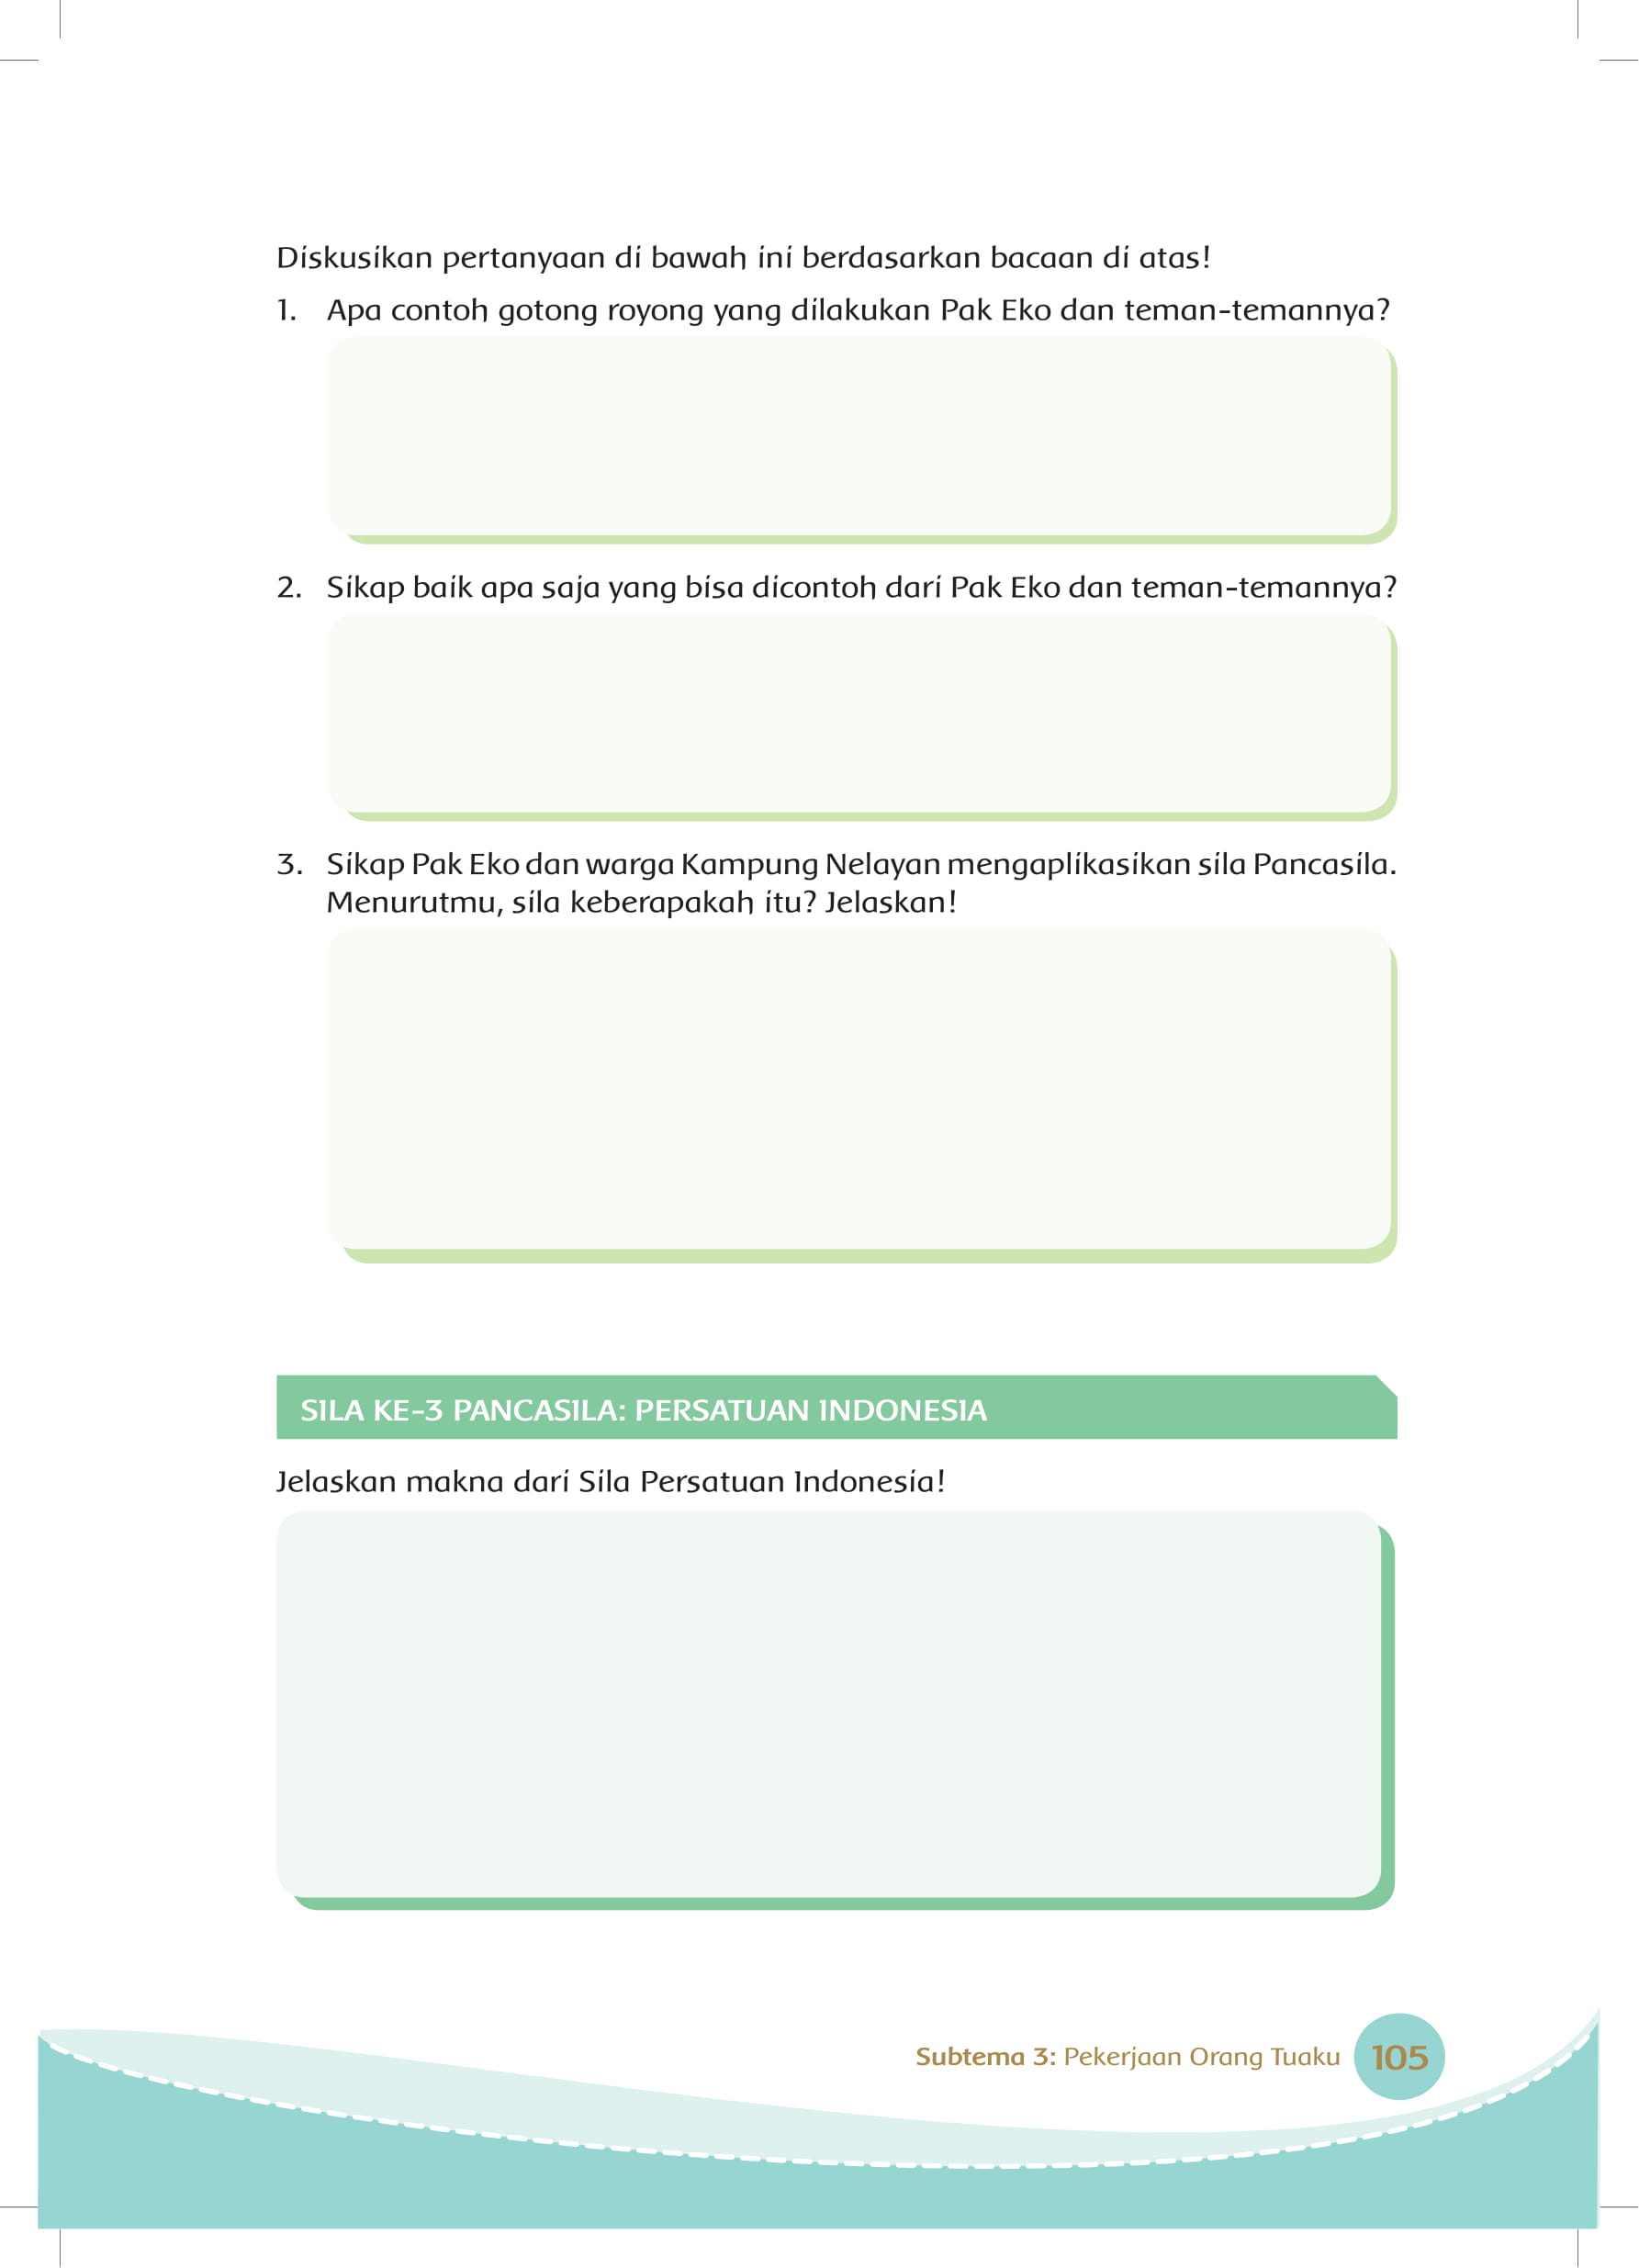 Diskusikan pertanyaan di bawah ini berdasarkan bacaan di atas!
1. Apa contoh gotong royong yang dilakukan Pak Eko dan teman-temannya?
2. Sikap baik apa saja yang bisa dicontoh dari Pak Eko dan teman-temannya?
3. Sikap Pak Eko dan warga Kampung Nelayan mengaplikasikan sila Pancasila.
Menurutmu, sila keberapakah itu? Jelaskan!
SILA KE-3 PANCASILA: PERSATUAN INDONESIA
Jelaskan makna dari Sila Persatuan Indonesia!
Subtema 3: Pekerjaan Orang Tuaku 105